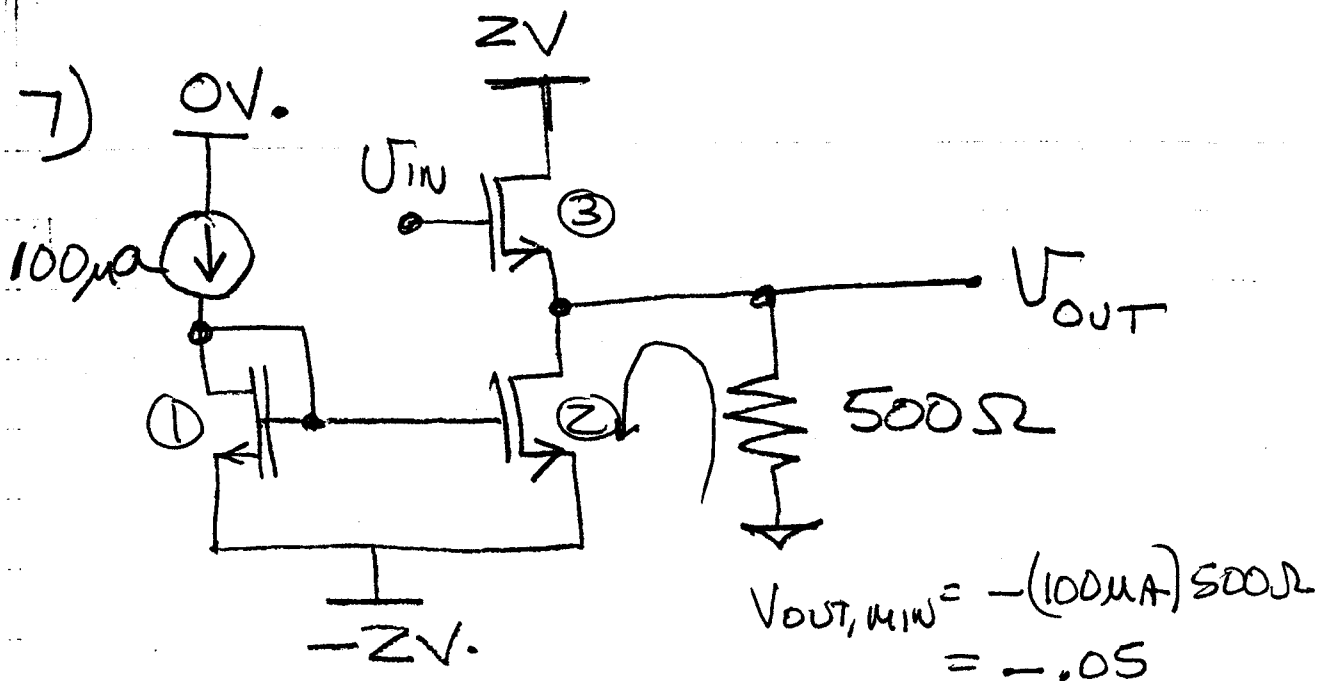 7)
0V.
2V
VIN
③
100µa
VOUT
①
②
500Ω
-2V.
VOUT,MIN = -(100µA)500Ω
= -.05